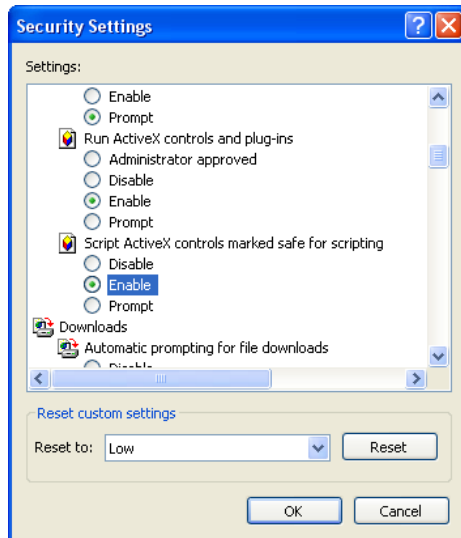 Security Settings
Settings:
Enable
Prompt
Run ActiveX controls and plug-ins
Administrator approved
Disable
Enable
Prompt
Script ActiveX controls marked safe for scripting
Disable
Enable
Prompt
Downloads
Automatic prompting for file downloads
Disable
Reset custom settings
Reset to: Low Reset
OK Cancel